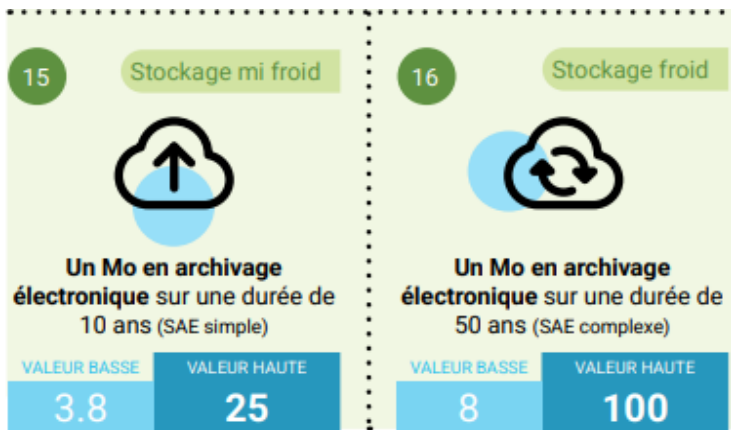 15
Stockage mi froid
Un Mo en archivage
électronique sur une durée de
10 ans (SAE simple)
VALEUR BASSE
VALEUR HAUTE
3.8
25
16
Stockage froid
Un Mo en archivage
électronique sur une durée de
50 ans (SAE complexe)
VALEUR BASSE
VALEUR HAUTE
8
100